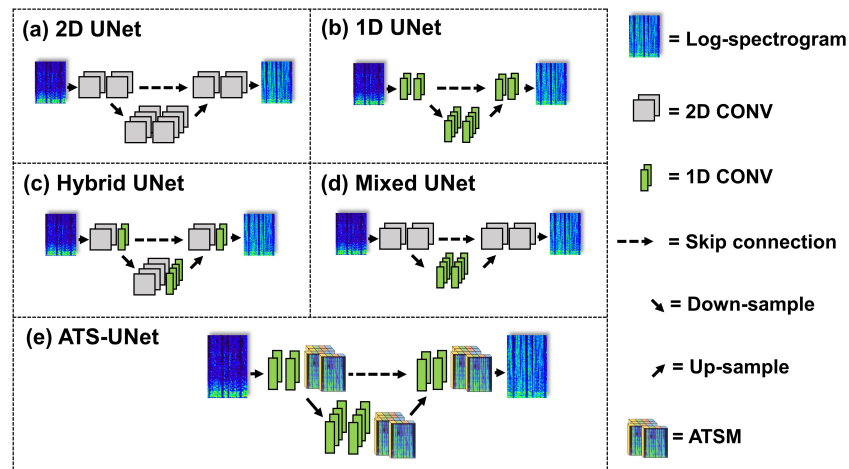 (a) 2D UNet
(b) 1D UNet
(c) Hybrid UNet
(d) Mixed UNet
(e) ATS-UNet
= Log-spectrogram
= 2D CONV
= 1D CONV
= Skip connection
= Down-sample
= Up-sample
= ATSM